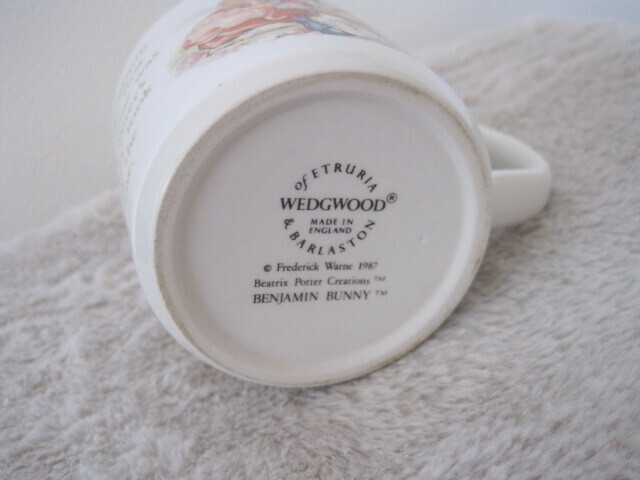 of ETRURIA
WEDGWOOD®
MADE IN
ENGLAND
& BARLASTON
© Frederick Warne 1987
Beatrix Potter Creations ™
BENJAMIN BUNNY ™